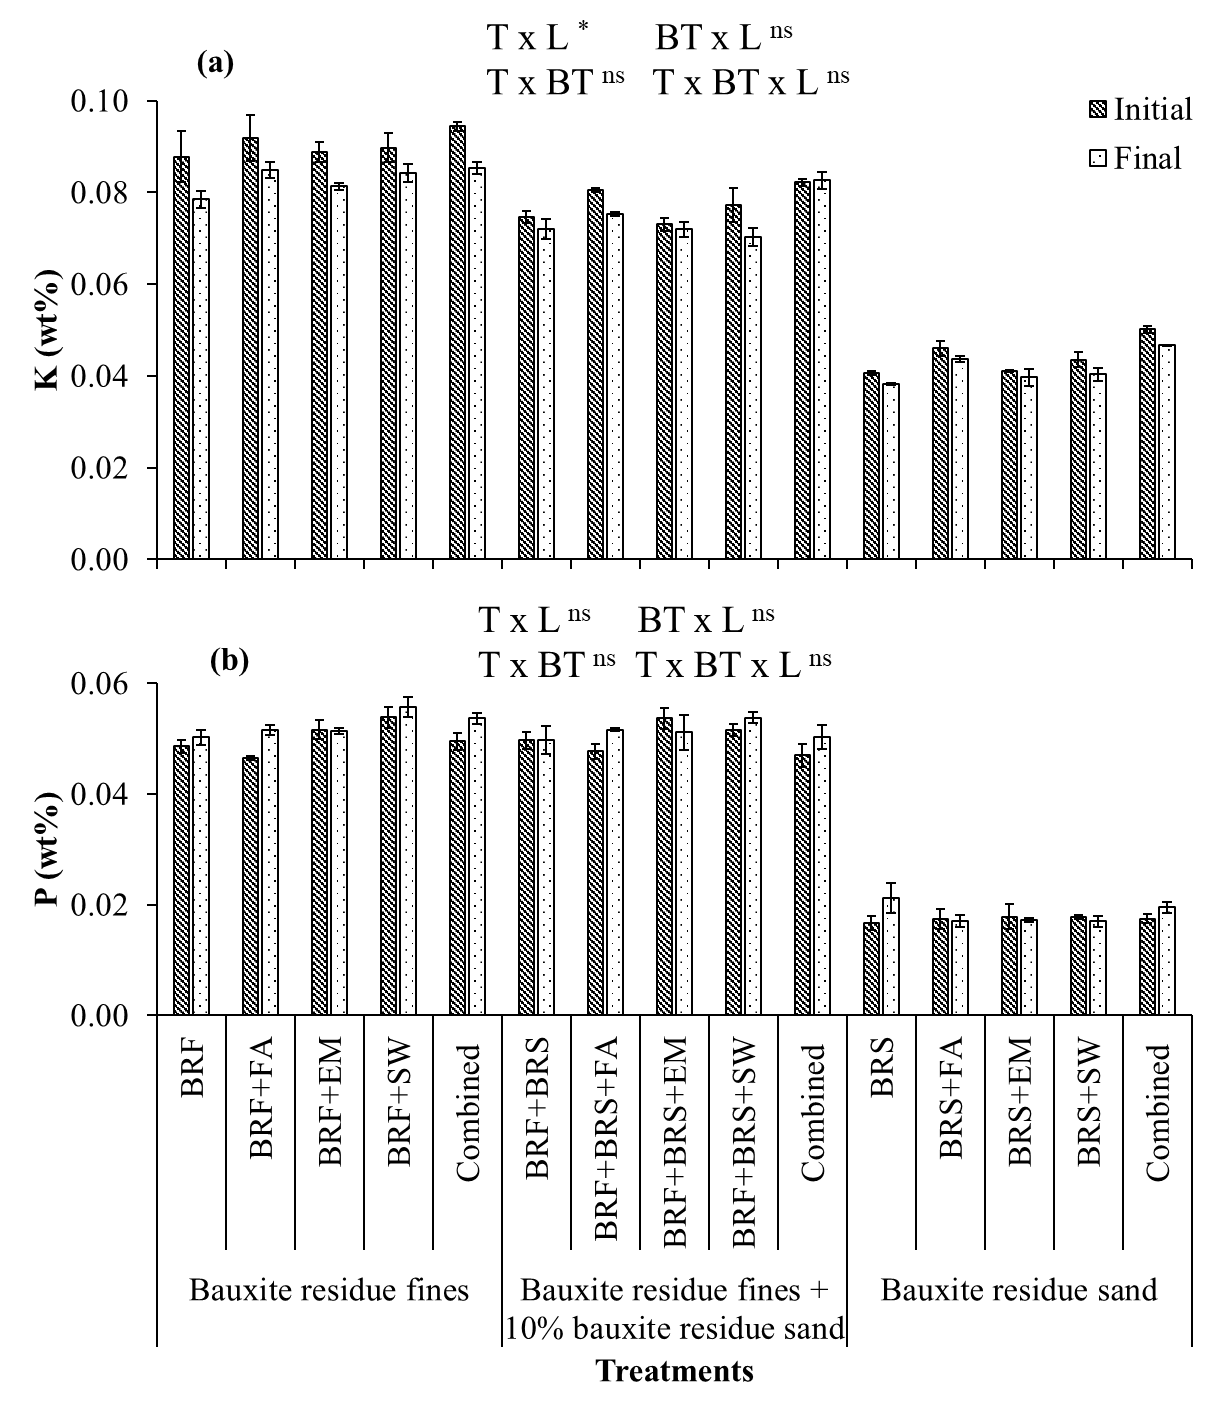 T x L * BT x L ns
(a)
T x BT ns T x BT x L ns
Initial
Final
0.10
0.08
0.06
0.04
0.02
0.00
K (wt%)
T x L ns BT x L ns
(b)
T x BT ns T x BT x L ns
0.06
0.04
0.02
0.00
P (wt%)
BRF
BRF+FA
BRF+EM
BRF+SW
Combined
BRF+BRS
BRF+BRS+FA
BRF+BRS+EM
BRF+BRS+SW
Combined
BRS
BRS+FA
BRS+EM
BRS+SW
Combined
Bauxite residue fines
Bauxite residue fines +
10% bauxite residue sand
Bauxite residue sand
Treatments